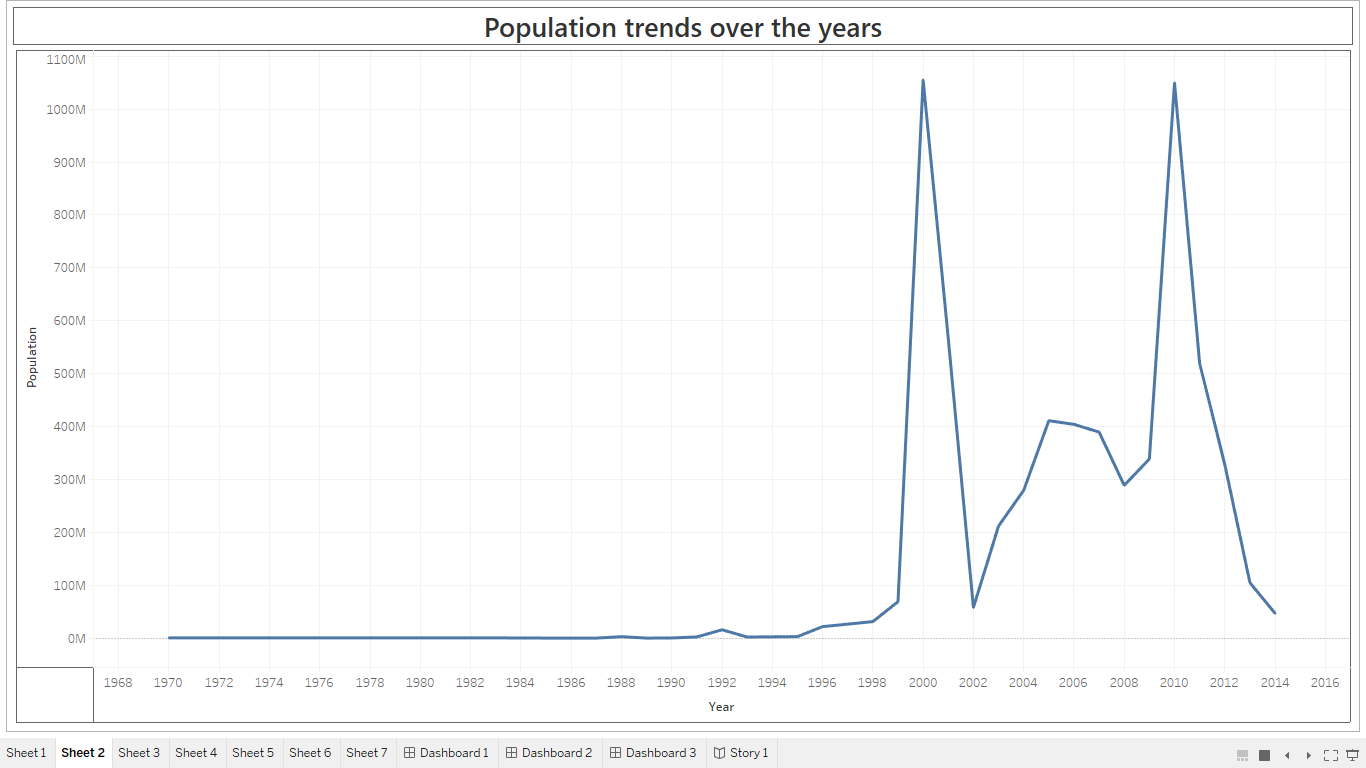 Population trends over the years
1100M
1000M
900M
800M
700M
600M
500M
400M
300M
200M
100M
0M
Population
1968 1970 1972 1974 1976 1978 1980 1982 1984 1986 1988 1990 1992 1994 1996 1998 2000 2002 2004 2006 2008 2010 2012 2014 2016
Year
Sheet 1 Sheet 2 Sheet 3 Sheet 4 Sheet 5 Sheet 6 Sheet 7 Dashboard 1 Dashboard 2 Dashboard 3 Story 1